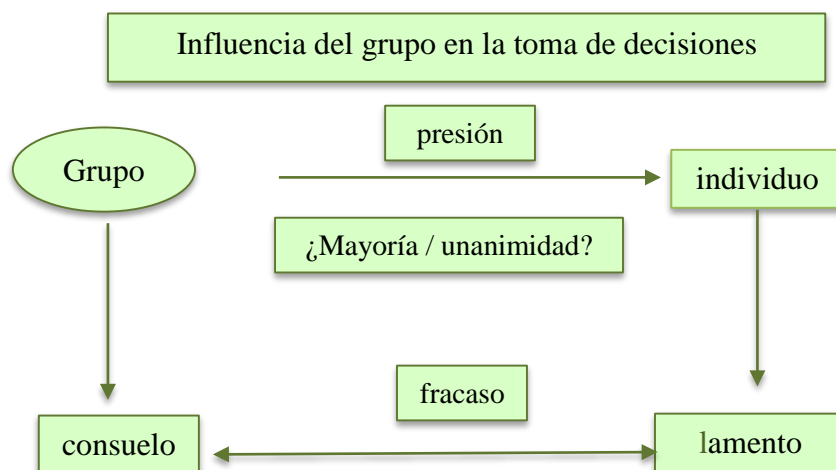 Influencia del grupo en la toma de decisiones
presión
Grupo
individuo
¿Mayoría / unanimidad?
fracaso
consuelo
lamento